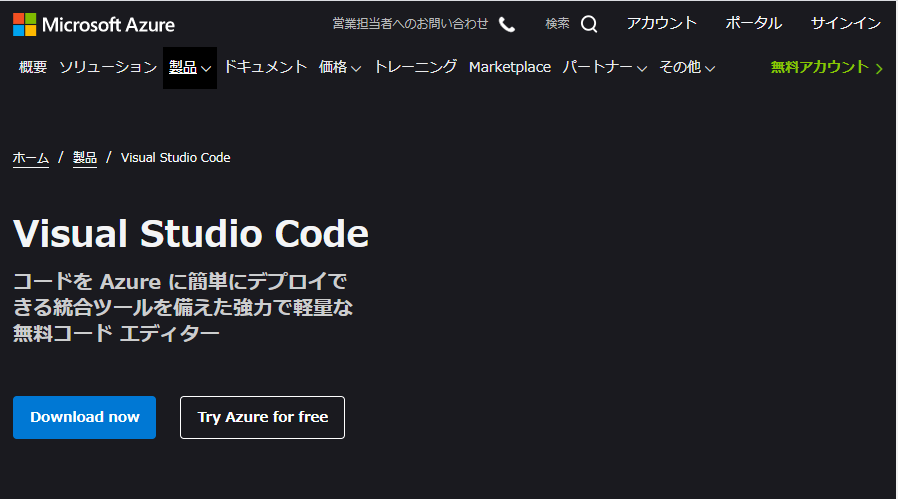 Microsoft Azure
営業担当者へのお問い合わせ 検索 アカウント ポータル サインイン
概要 ソリューション 製品 ドキュメント 価格 トレーニング Marketplace パートナー その他 無料アカウント
ホーム / 製品 / Visual Studio Code
Visual Studio Code
コードを Azure に簡単にデプロイで
きる統合ツールを備えた強力で軽量な
無料コード エディター
Download now Try Azure for free